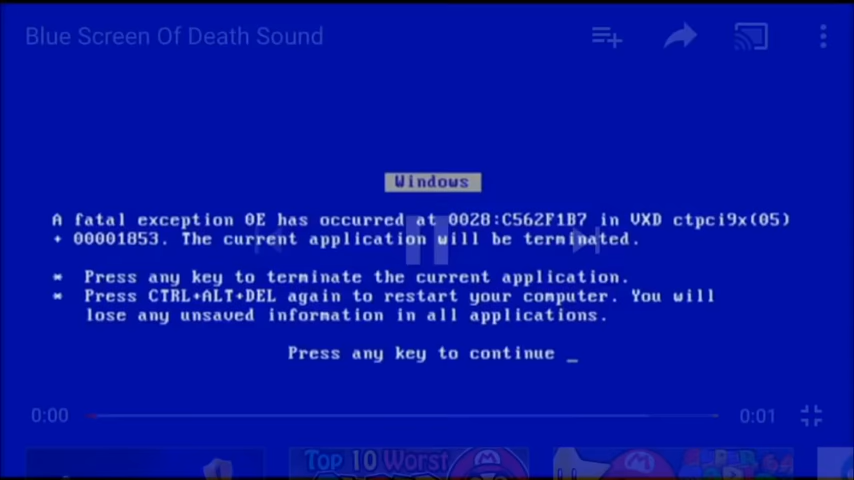 Blue Screen Of Death Sound
Windows
A fatal exception 0E has occurred at 0028:C562F1B7 in VXD ctpci9x(05)
+ 00001853. The current application will be terminated.
* Press any key to terminate the current application.
* Press CTRL+ALT+DEL again to restart your computer. You will
lose any unsaved information in all applications.
Press any key to continue _
0:00
0:01
Top 10 Worst